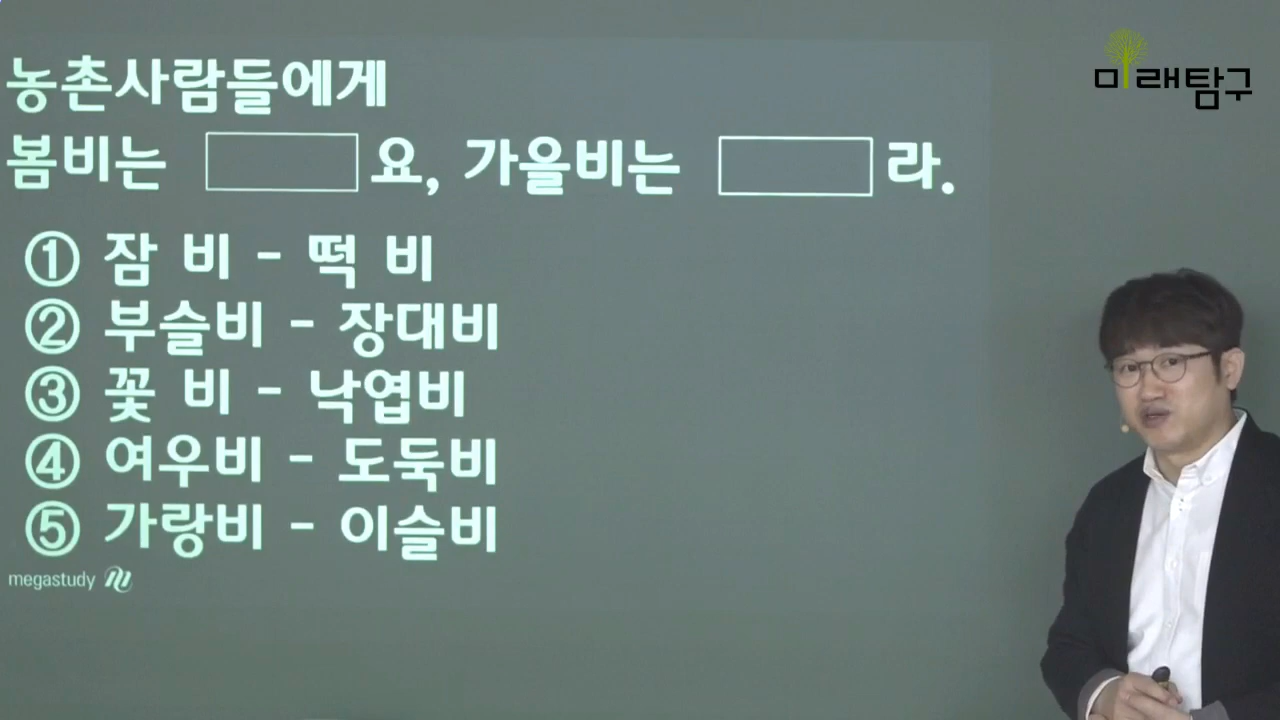 미래탐구
농촌사람들에게
봄비는 요, 가을비는 라.
① 잠 비 - 떡 비
② 부슬비 - 장대비
③ 꽃 비 - 낙엽비
④ 여우비 - 도둑비
⑤ 가랑비 - 이슬비
megastudy